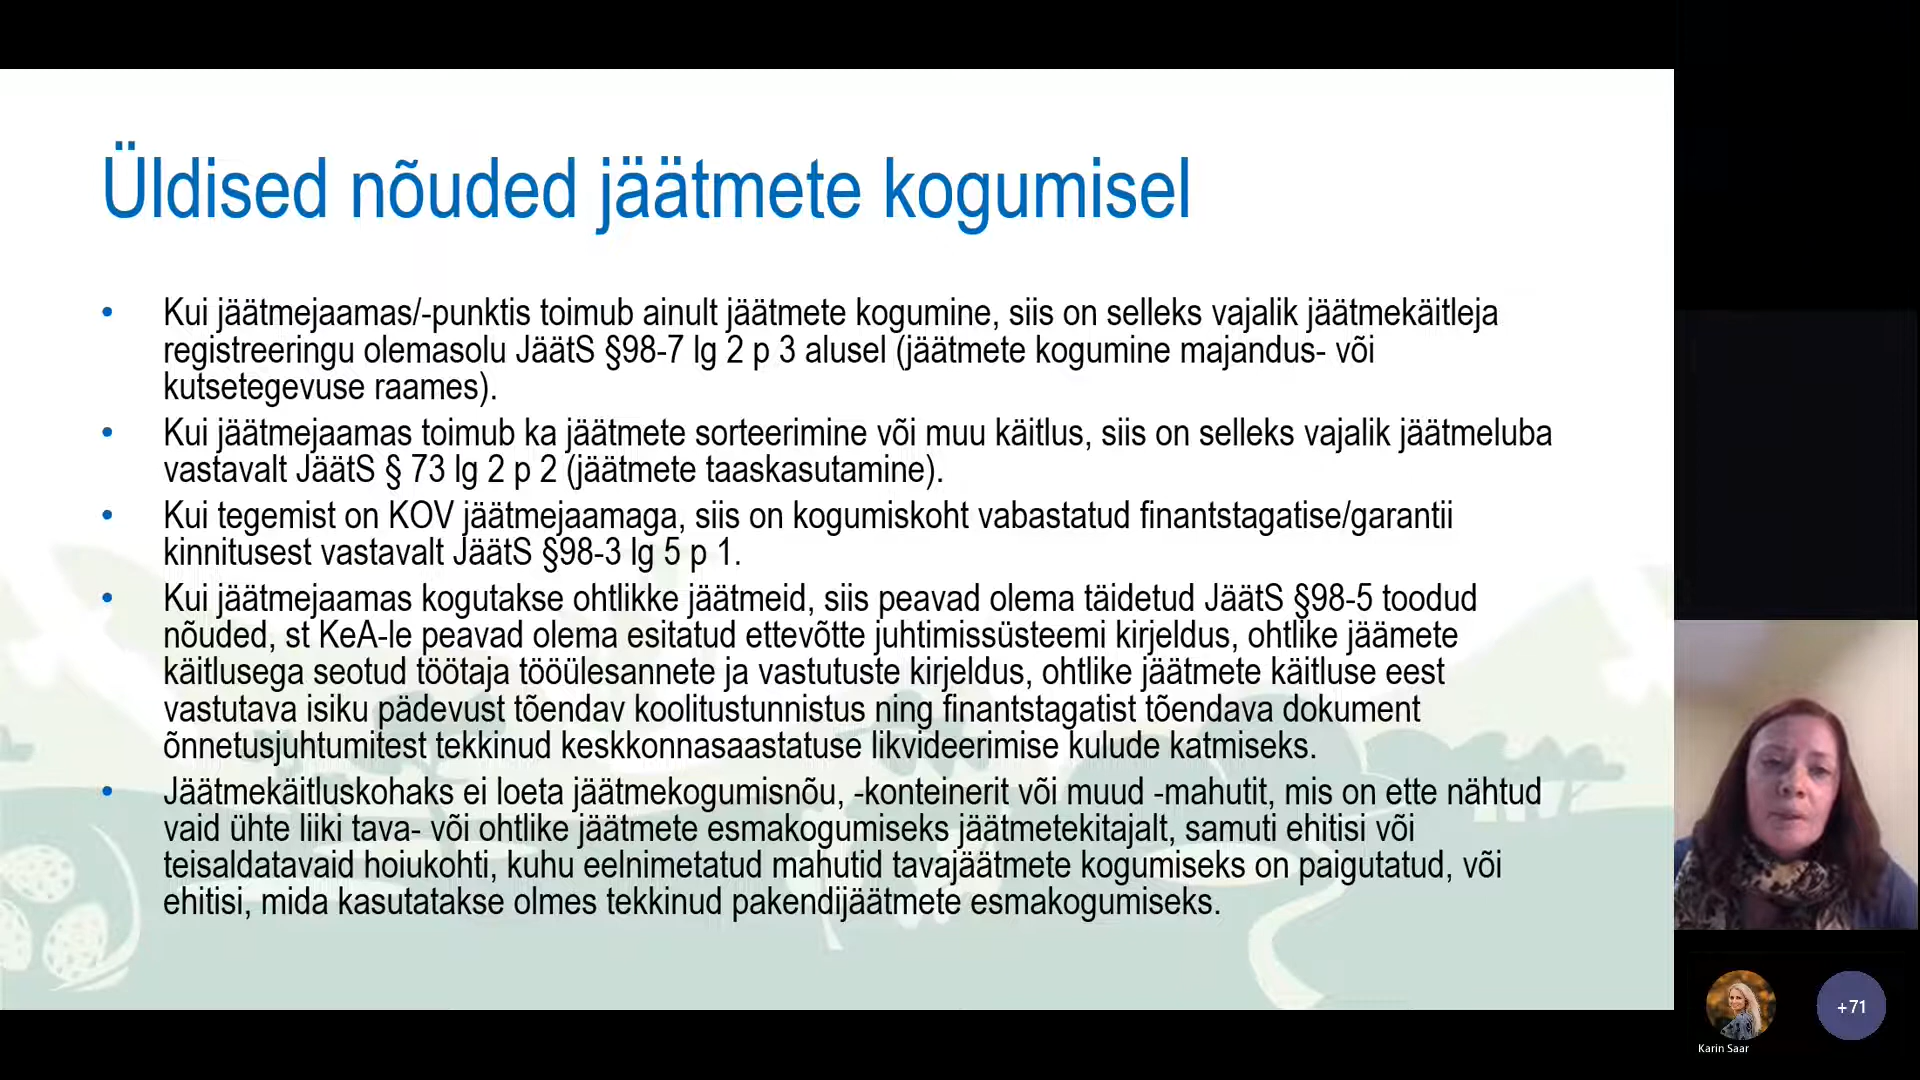 Üldised nõuded jäätmete kogumisel
• Kui jäätmejaamas/-punktis toimub ainult jäätmete kogumine, siis on selleks vajalik jäätmekäitleja
registreeringu olemasolu JäätS §98-7 lg 2 p 3 alusel (jäätmete kogumine majandus- või
kutsetegevuse raames).
• Kui jäätmejaamas toimub ka jäätmete sorteerimine või muu käitlus, siis on selleks vajalik jäätmeluba
vastavalt JäätS § 73 lg 2 p 2 (jäätmete taaskasutamine).
• Kui tegemist on KOV jäätmejaamaga, siis on kogumiskoht vabastatud finantstagatise/garantii
kinnitusest vastavalt JäätS §98-3 lg 5 p 1.
• Kui jäätmejaamas kogutakse ohtlikke jäätmeid, siis peavad olema täidetud JäätS §98-5 toodud
nõuded, st KeA-le peavad olema esitatud ettevõtte juhtimissüsteemi kirjeldus, ohtlike jäämete
käitlusega seotud töötaja tööülesannete ja vastutuste kirjeldus, ohtlike jäätmete käitluse eest
vastutava isiku pädevust tõendav koolitustunnistus ning finantstagatist tõendava dokument
õnnetusjuhtumitest tekkinud keskkonnasaastatuse likvideerimise kulude katmiseks.
• Jäätmekäitluskohaks ei loeta jäätmekogumisnõu, -konteinerit või muud -mahutit, mis on ette nähtud
vaid ühte liiki tava- või ohtlike jäätmete esmakogumiseks jäätmetekitajalt, samuti ehitisi või
teisaldatavaid hoiukohti, kuhu eelnimetatud mahutid tavajäätmete kogumiseks on paigutatud, või
ehitisi, mida kasutatakse olmes tekkinud pakendijäätmete esmakogumiseks.
+71
Karin Saar